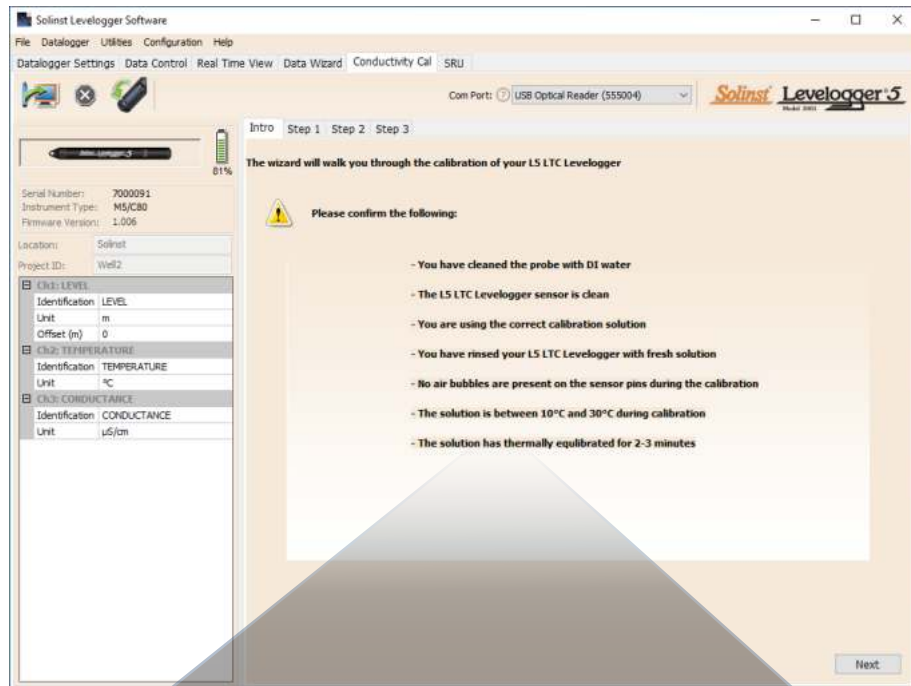 Solinst Levelogger Software
File Datalogger Utilities Configuration Help
Datalogger Settings Data Control Real Time View Data Wizard Conductivity Cal SRU
Com Port: ? USB Optical Reader (555004)
Solinst Levelogger 5
Intro Step 1 Step 2 Step 3
81%
The wizard will walk you through the calibration of your L5 LTC Levelogger
Serial Number: 7000091
Instrument Type: M5/C80
Firmware Version: 1.006
Please confirm the following:
Location: Solinst
Project ID: Well2
- You have cleaned the probe with DI water
- The L5 LTC Levelogger sensor is clean
- You are using the correct calibration solution
- You have rinsed your L5 LTC Levelogger with fresh solution
- No air bubbles are present on the sensor pins during the calibration
- The solution is between 10°C and 30°C during calibration
- The solution has thermally equlibrated for 2-3 minutes
Ch1: LEVEL
Identification LEVEL
Unit m
Offset (m) 0
Ch2: TEMPERATURE
Identification TEMPERATURE
Unit °C
Ch3: CONDUCTANCE
Identification CONDUCTANCE
Unit µS/cm
Next